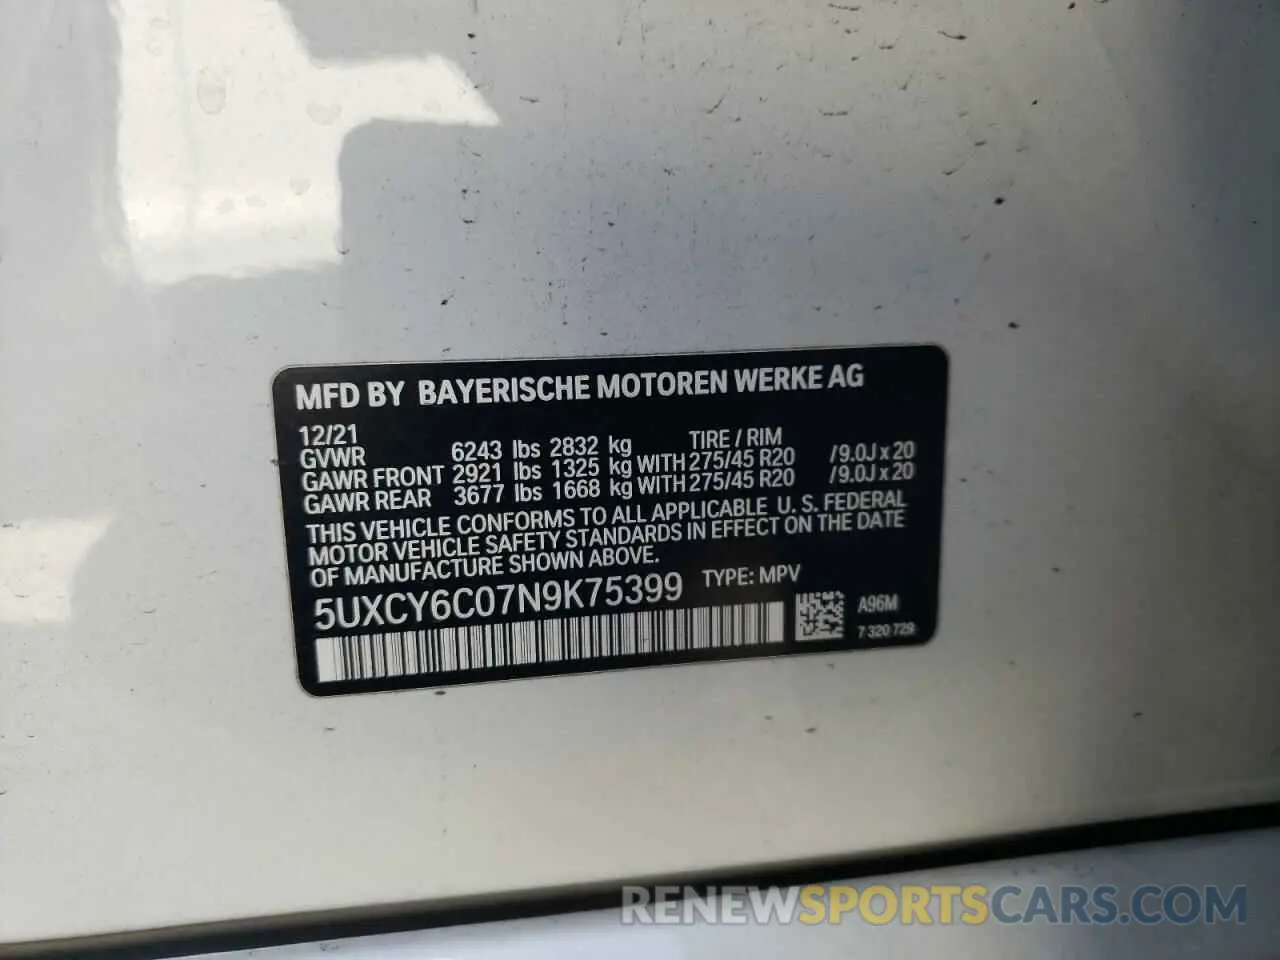 MFD BY BAYERISCHE MOTOREN WERKE AG
12/21
GVWR 6243 lbs 2832 kg TIRE / RIM
GAWR FRONT 2921 lbs 1325 kg WITH 275/45 R20 /9.0J x 20
GAWR REAR 3677 lbs 1668 kg WITH 275/45 R20 /9.0J x 20
THIS VEHICLE CONFORMS TO ALL APPLICABLE U. S. FEDERAL
MOTOR VEHICLE SAFETY STANDARDS IN EFFECT ON THE DATE
OF MANUFACTURE SHOWN ABOVE.
5UXCY6C07N9K75399 TYPE: MPV
A96M
7 320 729
RENEWSPORTSCARS.COM